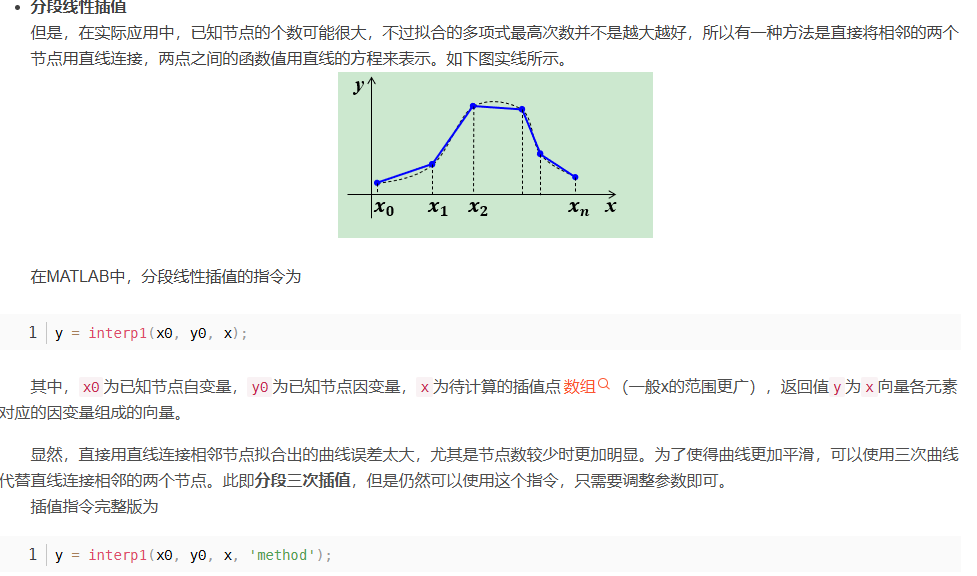 分段线性插值
但是，在实际应用中，已知节点的个数可能很大，不过拟合的多项式最高次数并不是越大越好，所以有一种方法是直接将相邻的两个
节点用直线连接，两点之间的函数值用直线的方程来表示。如下图实线所示。
y
x0 x1 x2 xn x
在MATLAB中，分段线性插值的指令为
1 y = interp1(x0, y0, x);
其中，x0为已知节点自变量，y0为已知节点因变量，x为待计算的插值点数组（一般x的范围更广），返回值y为x向量各元素
对应的因变量组成的向量。
显然，直接用直线连接相邻节点拟合出的曲线误差太大，尤其是节点数较少时更加明显。为了使得曲线更加平滑，可以使用三次曲线
代替直线连接相邻的两个节点。此即分段三次插值，但是仍然可以使用这个指令，只需要调整参数即可。
插值指令完整版为
1 y = interp1(x0, y0, x, 'method');